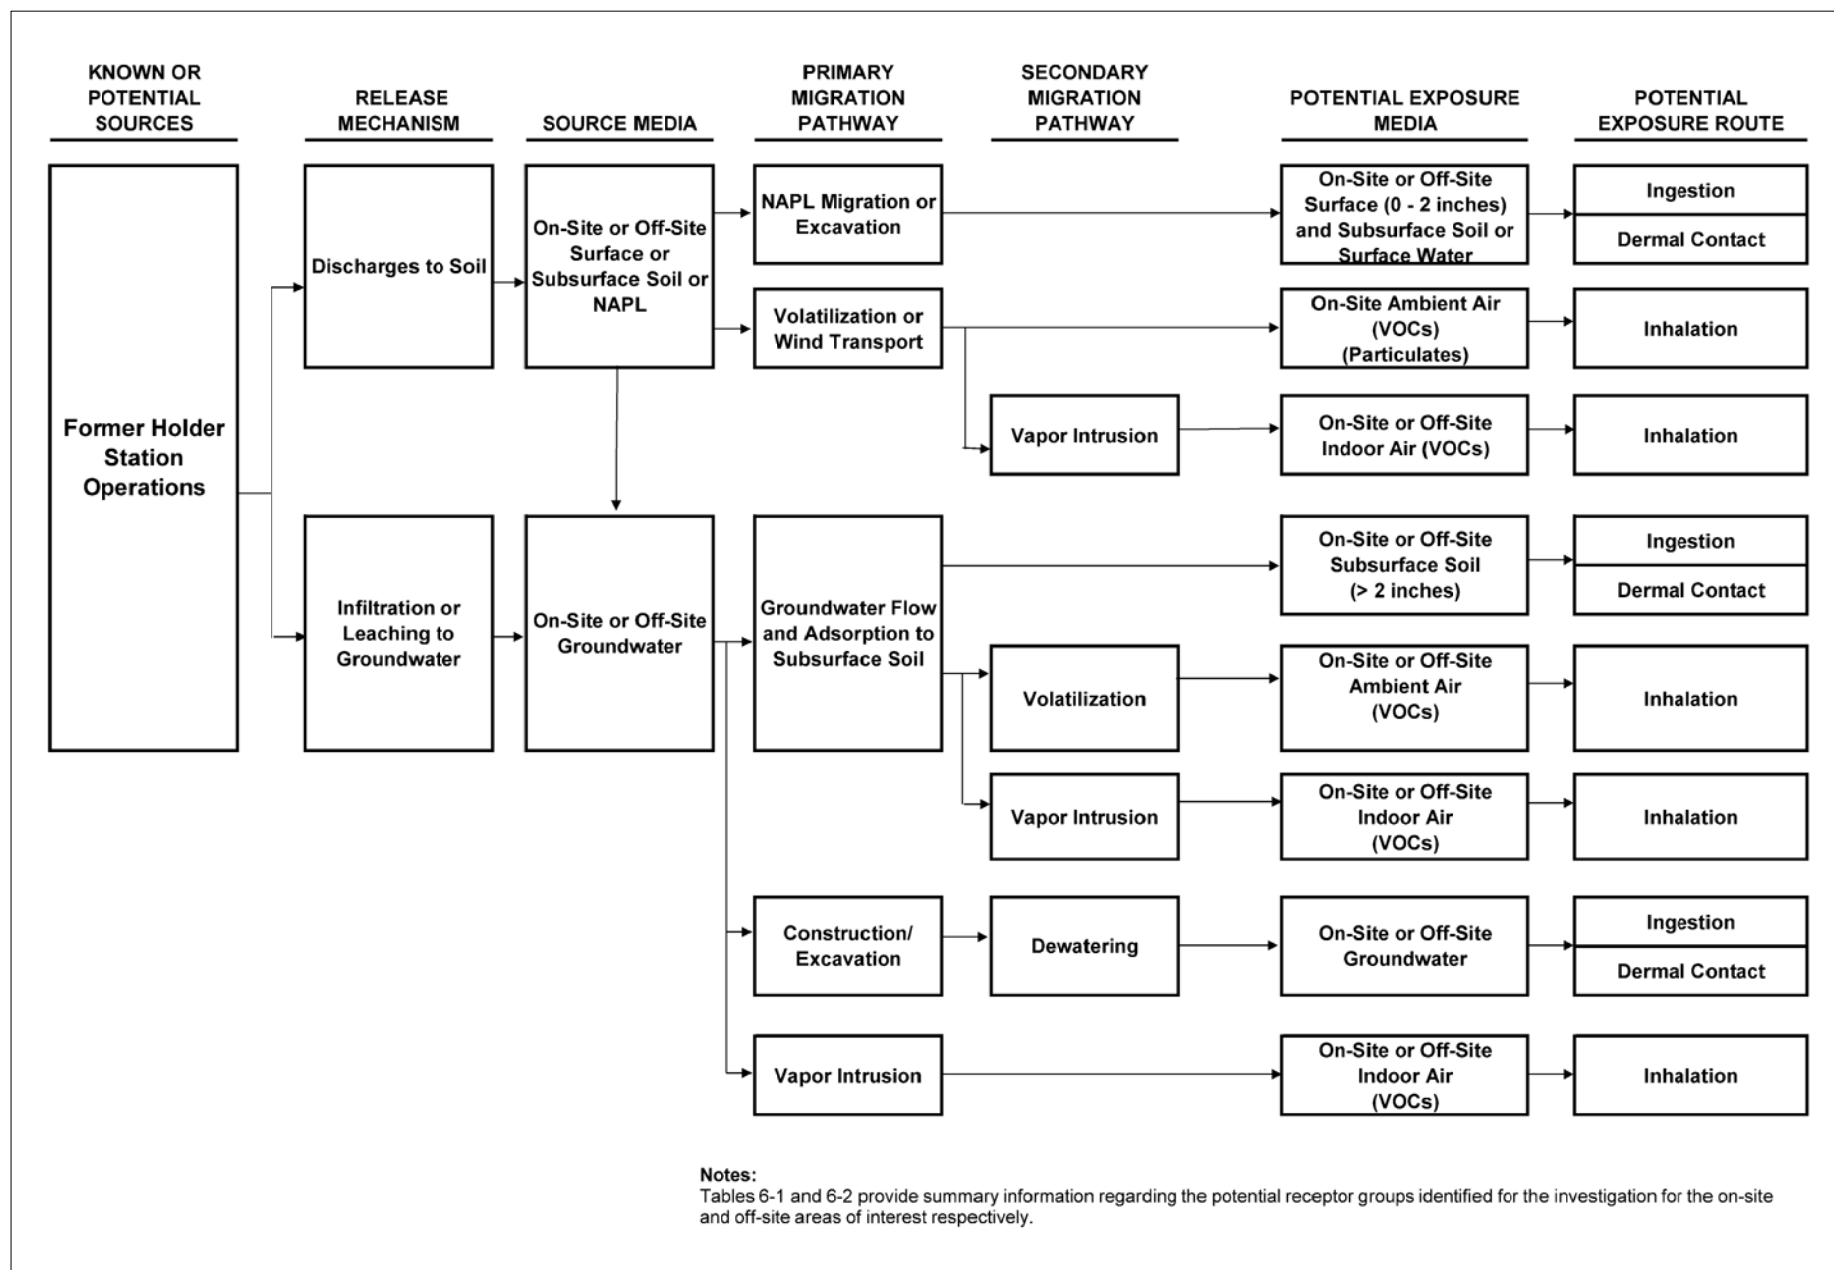 KNOWN OR
POTENTIAL
SOURCES
RELEASE
MECHANISM
SOURCE MEDIA
PRIMARY
MIGRATION
PATHWAY
SECONDARY
MIGRATION
PATHWAY
POTENTIAL EXPOSURE
MEDIA
POTENTIAL
EXPOSURE ROUTE
Former Holder
Station
Operations
Discharges to Soil
On-Site or Off-Site
Surface or
Subsurface Soil or
NAPL
NAPL Migration or
Excavation
On-Site or Off-Site
Surface (0 - 2 inches)
and Subsurface Soil or
Surface Water
Ingestion
Dermal Contact
Volatilization or
Wind Transport
On-Site Ambient Air
(VOCs)
(Particulates)
Inhalation
Vapor Intrusion
On-Site or Off-Site
Indoor Air (VOCs)
Inhalation
Infiltration or
Leaching to
Groundwater
On-Site or Off-Site
Groundwater
Groundwater Flow
and Adsorption to
Subsurface Soil
On-Site or Off-Site
Subsurface Soil
(> 2 inches)
Ingestion
Dermal Contact
Volatilization
On-Site or Off-Site
Ambient Air
(VOCs)
Inhalation
Vapor Intrusion
On-Site or Off-Site
Indoor Air
(VOCs)
Inhalation
Construction/
Excavation
Dewatering
On-Site or Off-Site
Groundwater
Ingestion
Dermal Contact
Vapor Intrusion
On-Site or Off-Site
Indoor Air
(VOCs)
Inhalation
Notes:
Tables 6-1 and 6-2 provide summary information regarding the potential receptor groups identified for the investigation for the on-site
and off-site areas of interest respectively.